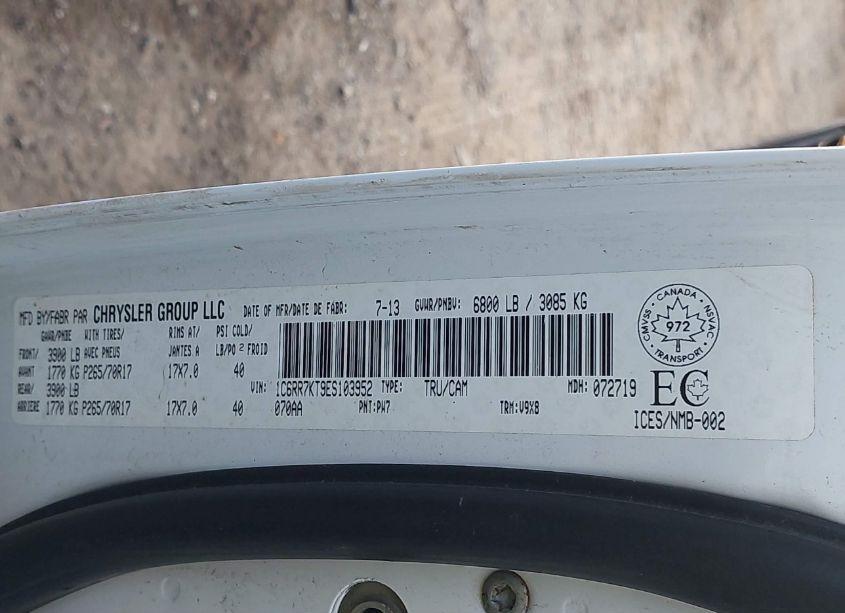 MFD BY/FABR PAR CHRYSLER GROUP LLC DATE OF MFR/DATE DE FABR: 7-13 GVWR/PNBV: 6800 LB / 3085 KG
GAWR/PNBE WITH TIRES/ RIMS AT/ PSI COLD/
FRONT/ 3900 LB AVEC PNEUS JANTES A LB/PO² FROID
AVANT 1770 KG P265/70R17 17X7.0 40
REAR/ 3900 LB VIN: 1C6RR7KT9ES103952 TYPE: TRU/CAM MDH: 072719
ARRIERE 1770 KG P265/70R17 17X7.0 40 070AA PNT:PW7 TRM:V9X8
CANADA
CMVSS 972 NSVAC
TRANSPORT
EC
ICES/NMB-002